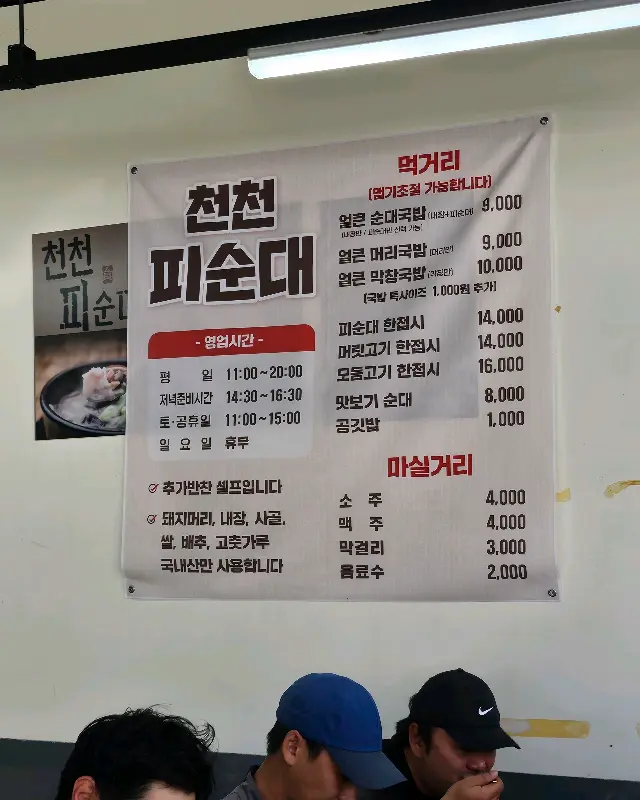 천천
피순대
천천
피순대
- 영업시간 -
평 일 11:00~20:00
저녁준비시간 14:30~16:30
토·공휴일 11:00~15:00
일 요 일 휴무
추가반찬 셀프입니다
돼지머리, 내장, 사골,
쌀, 배추, 고춧가루
국내산만 사용합니다
먹거리
(맵기조절 가능합니다)
얼큰 순대국밥 (내장+피순대) 9,000
얼큰 머리국밥 (머리만) 9,000
얼큰 막창국밥 10,000
(국밥 특사이즈 1,000원 추가)
피순대 한접시 14,000
머릿고기 한접시 14,000
모둠고기 한접시 16,000
맛보기 순대 8,000
공깃밥 1,000
마실거리
소 주 4,000
맥 주 4,000
막걸리 3,000
음료수 2,000